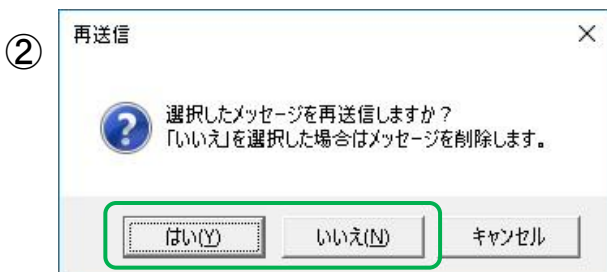 ②
再送信
選択したメッセージを再送信しますか？
「いいえ」を選択した場合はメッセージを削除します。
はい(Y)
いいえ(N)
キャンセル